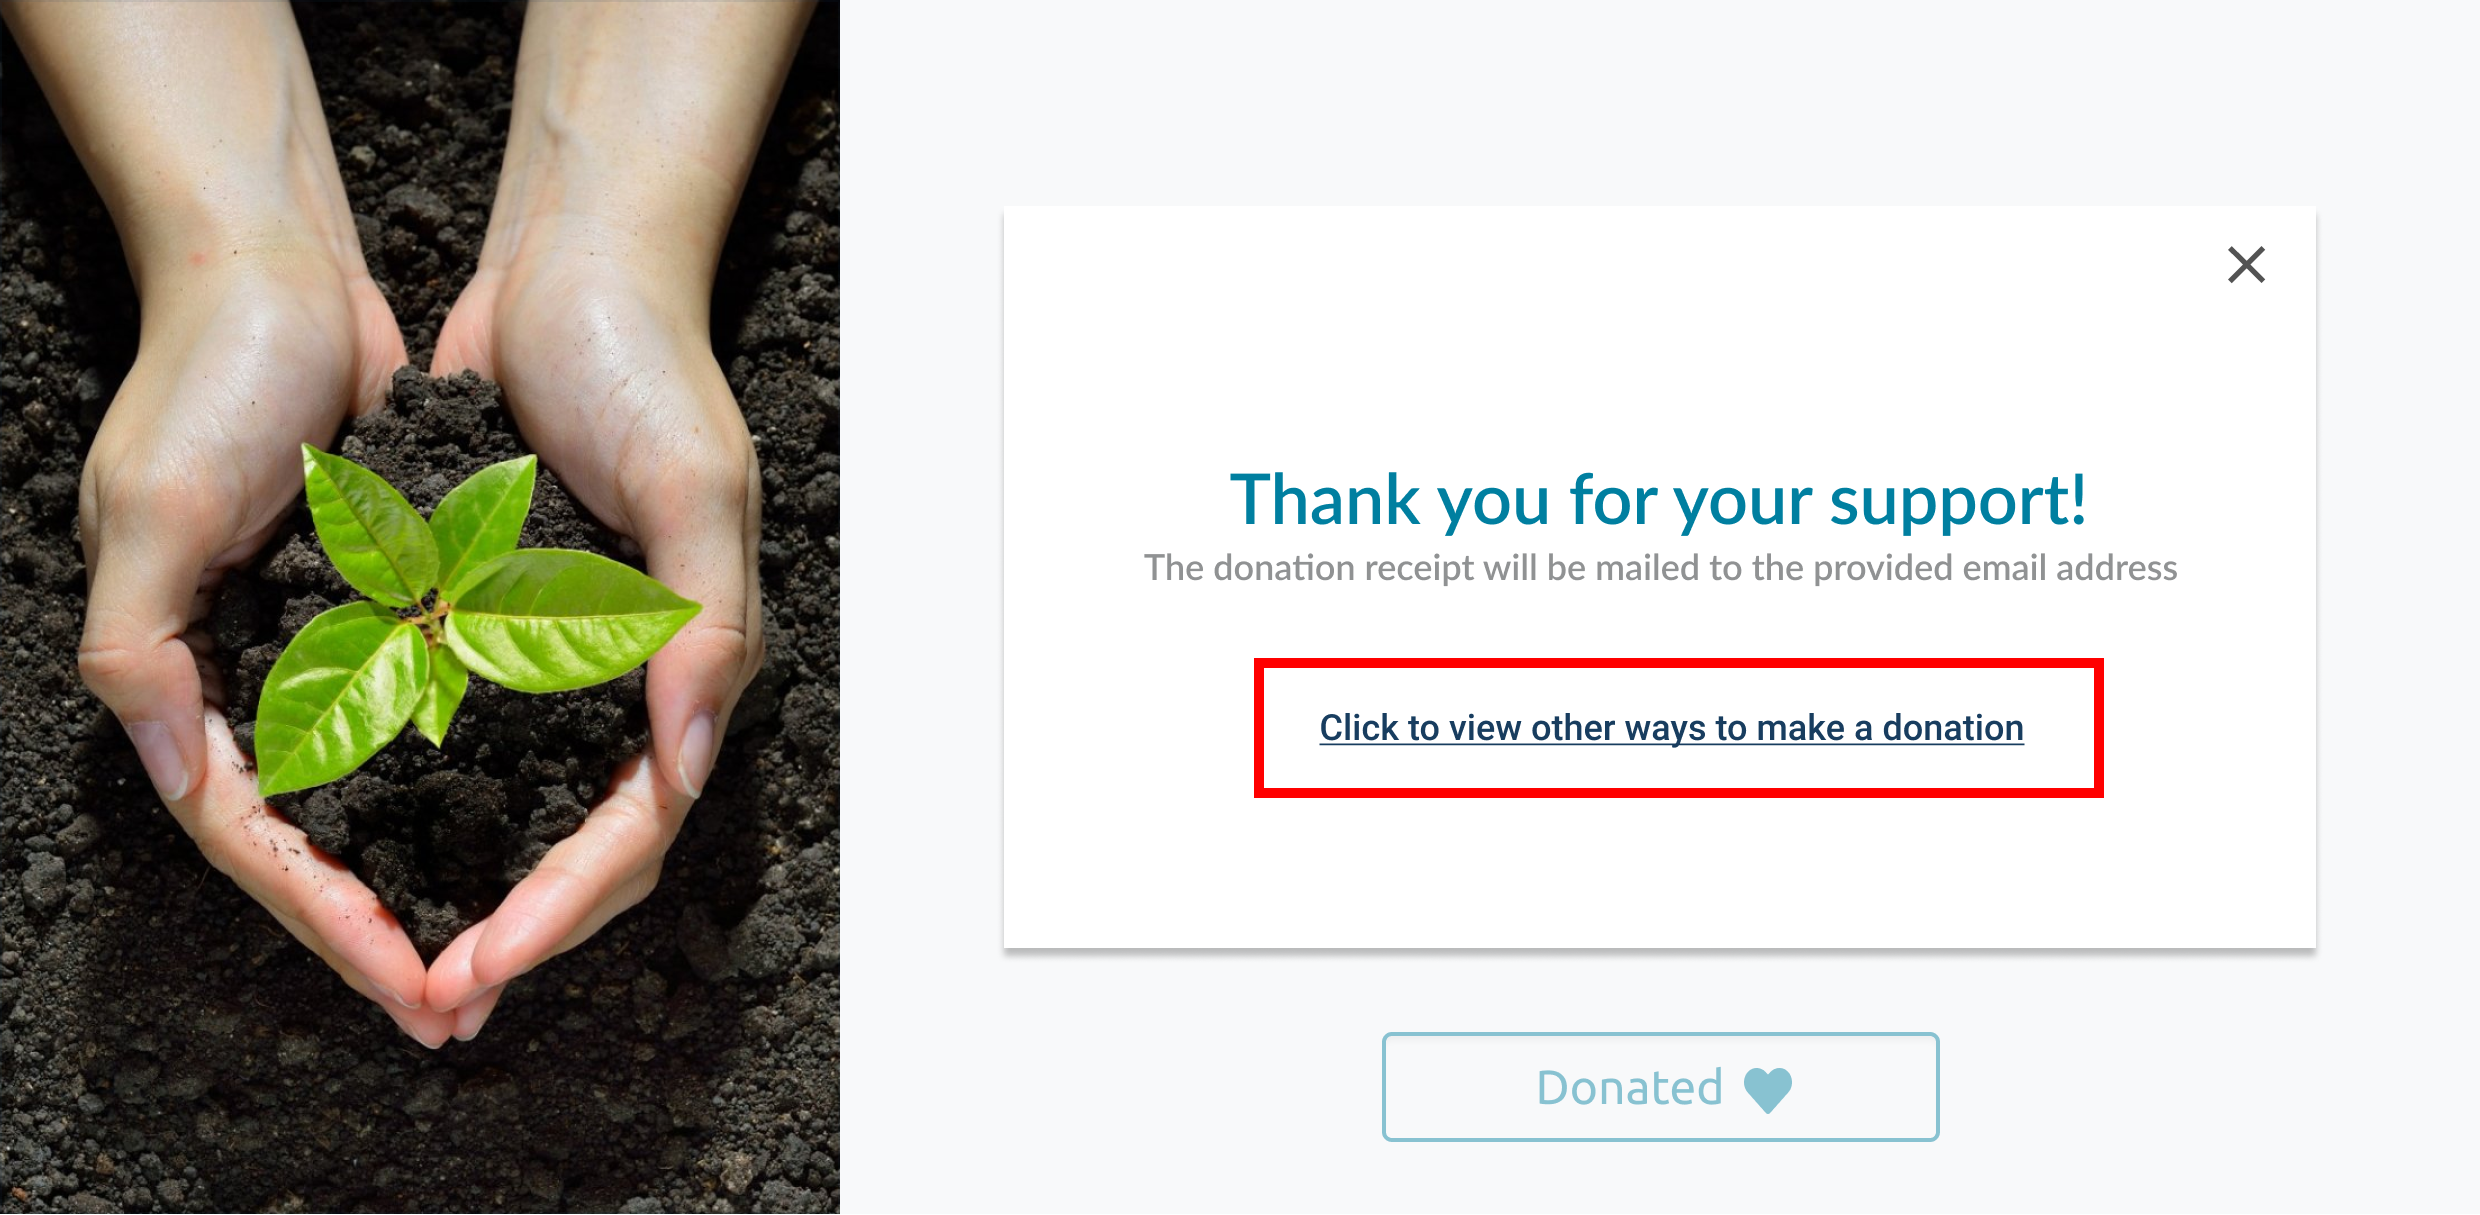 Thank you for your support!
The donation receipt will be mailed to the provided email address
Click to view other ways to make a donation
Donated